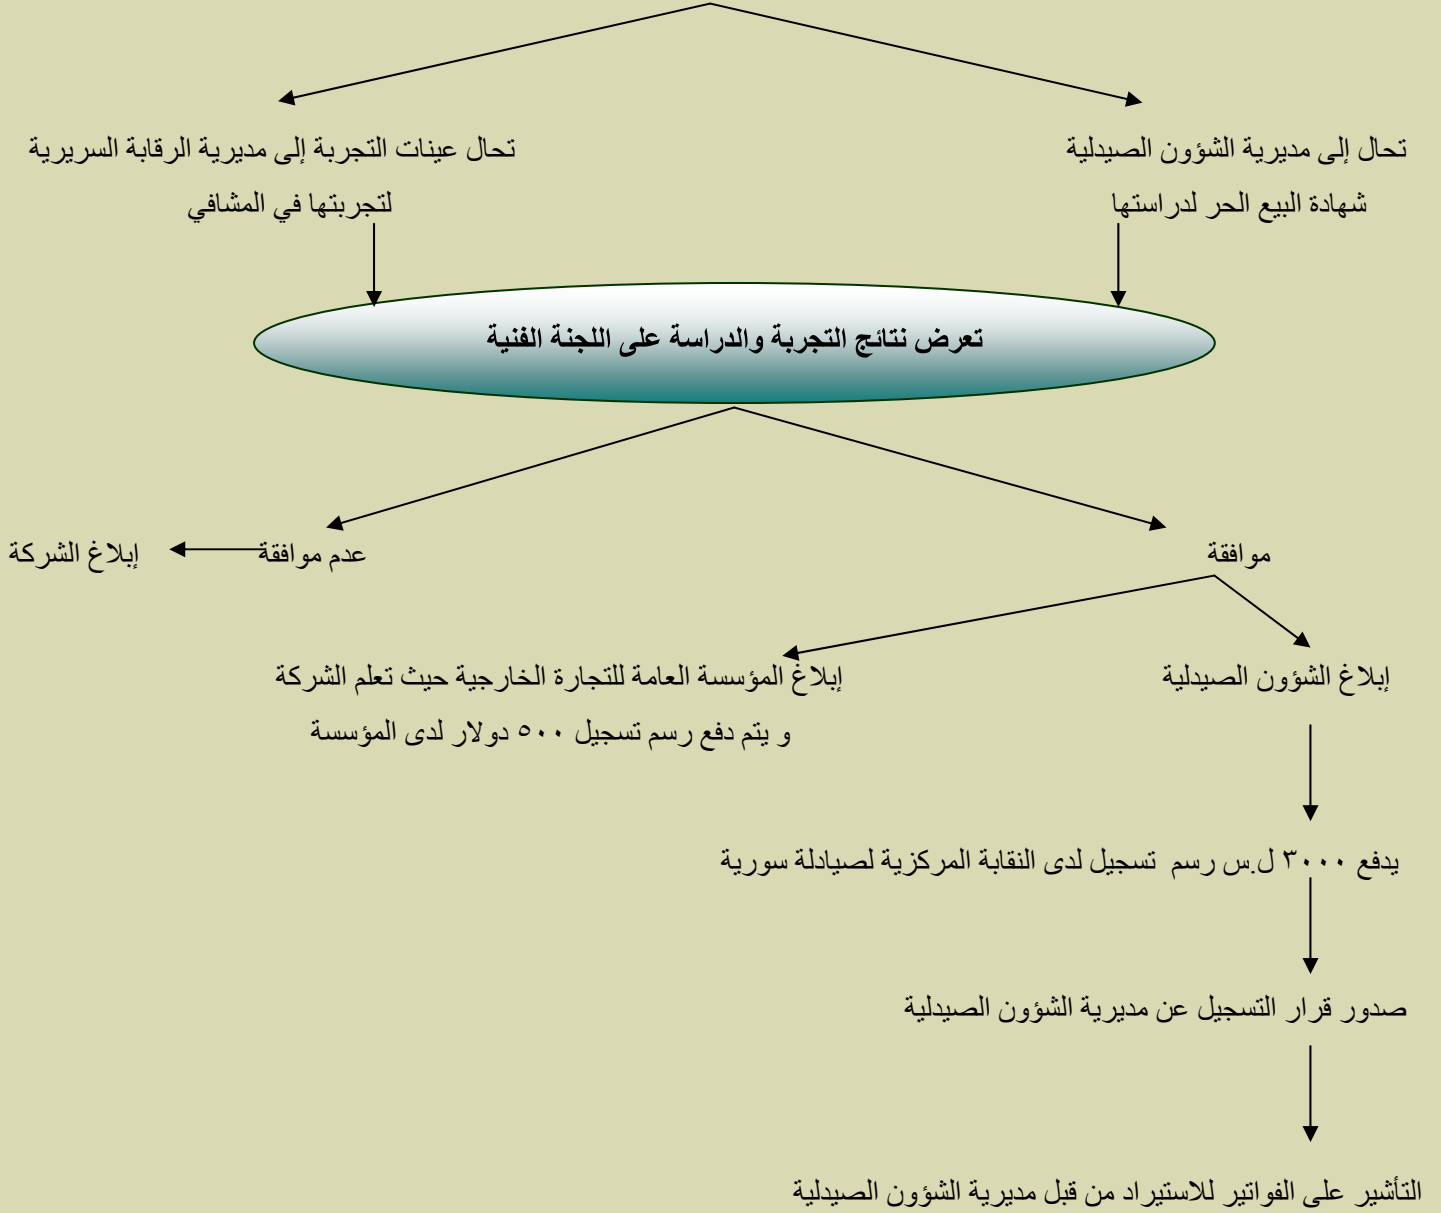 تحال إلى مديرية الشؤون الصيدلية
شهادة البيع الحر لدراستها
تحال عينات التجربة إلى مديرية الرقابة السريرية
لتجربتها في المشافي
تعرض نتائج التجربة والدراسة على اللجنة الفنية
موافقة
عدم موافقة
إبلاغ الشركة
إبلاغ الشؤون الصيدلية
إبلاغ المؤسسة العامة للتجارة الخارجية حيث تعلم الشركة
و يتم دفع رسم تسجيل ٥٠٠ دولار لدى المؤسسة
يدفع ٣٠٠٠ ل.س رسم تسجيل لدى النقابة المركزية لصيادلة سورية
صدور قرار التسجيل عن مديرية الشؤون الصيدلية
التأشير على الفواتير للاستيراد من قبل مديرية الشؤون الصيدلية